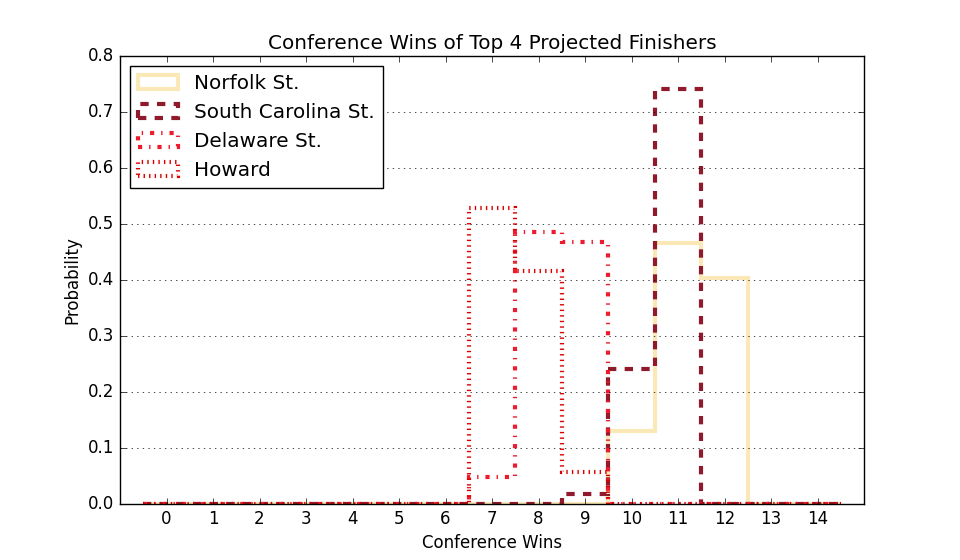 Conference Wins of Top 4 Projected Finishers
0.8
0.7
0.6
0.5
0.4
0.3
0.2
0.1
0.0
Probability
Norfolk St.
South Carolina St.
Delaware St.
Howard
0 1 2 3 4 5 6 7 8 9 10 11 12 13 14
Conference Wins